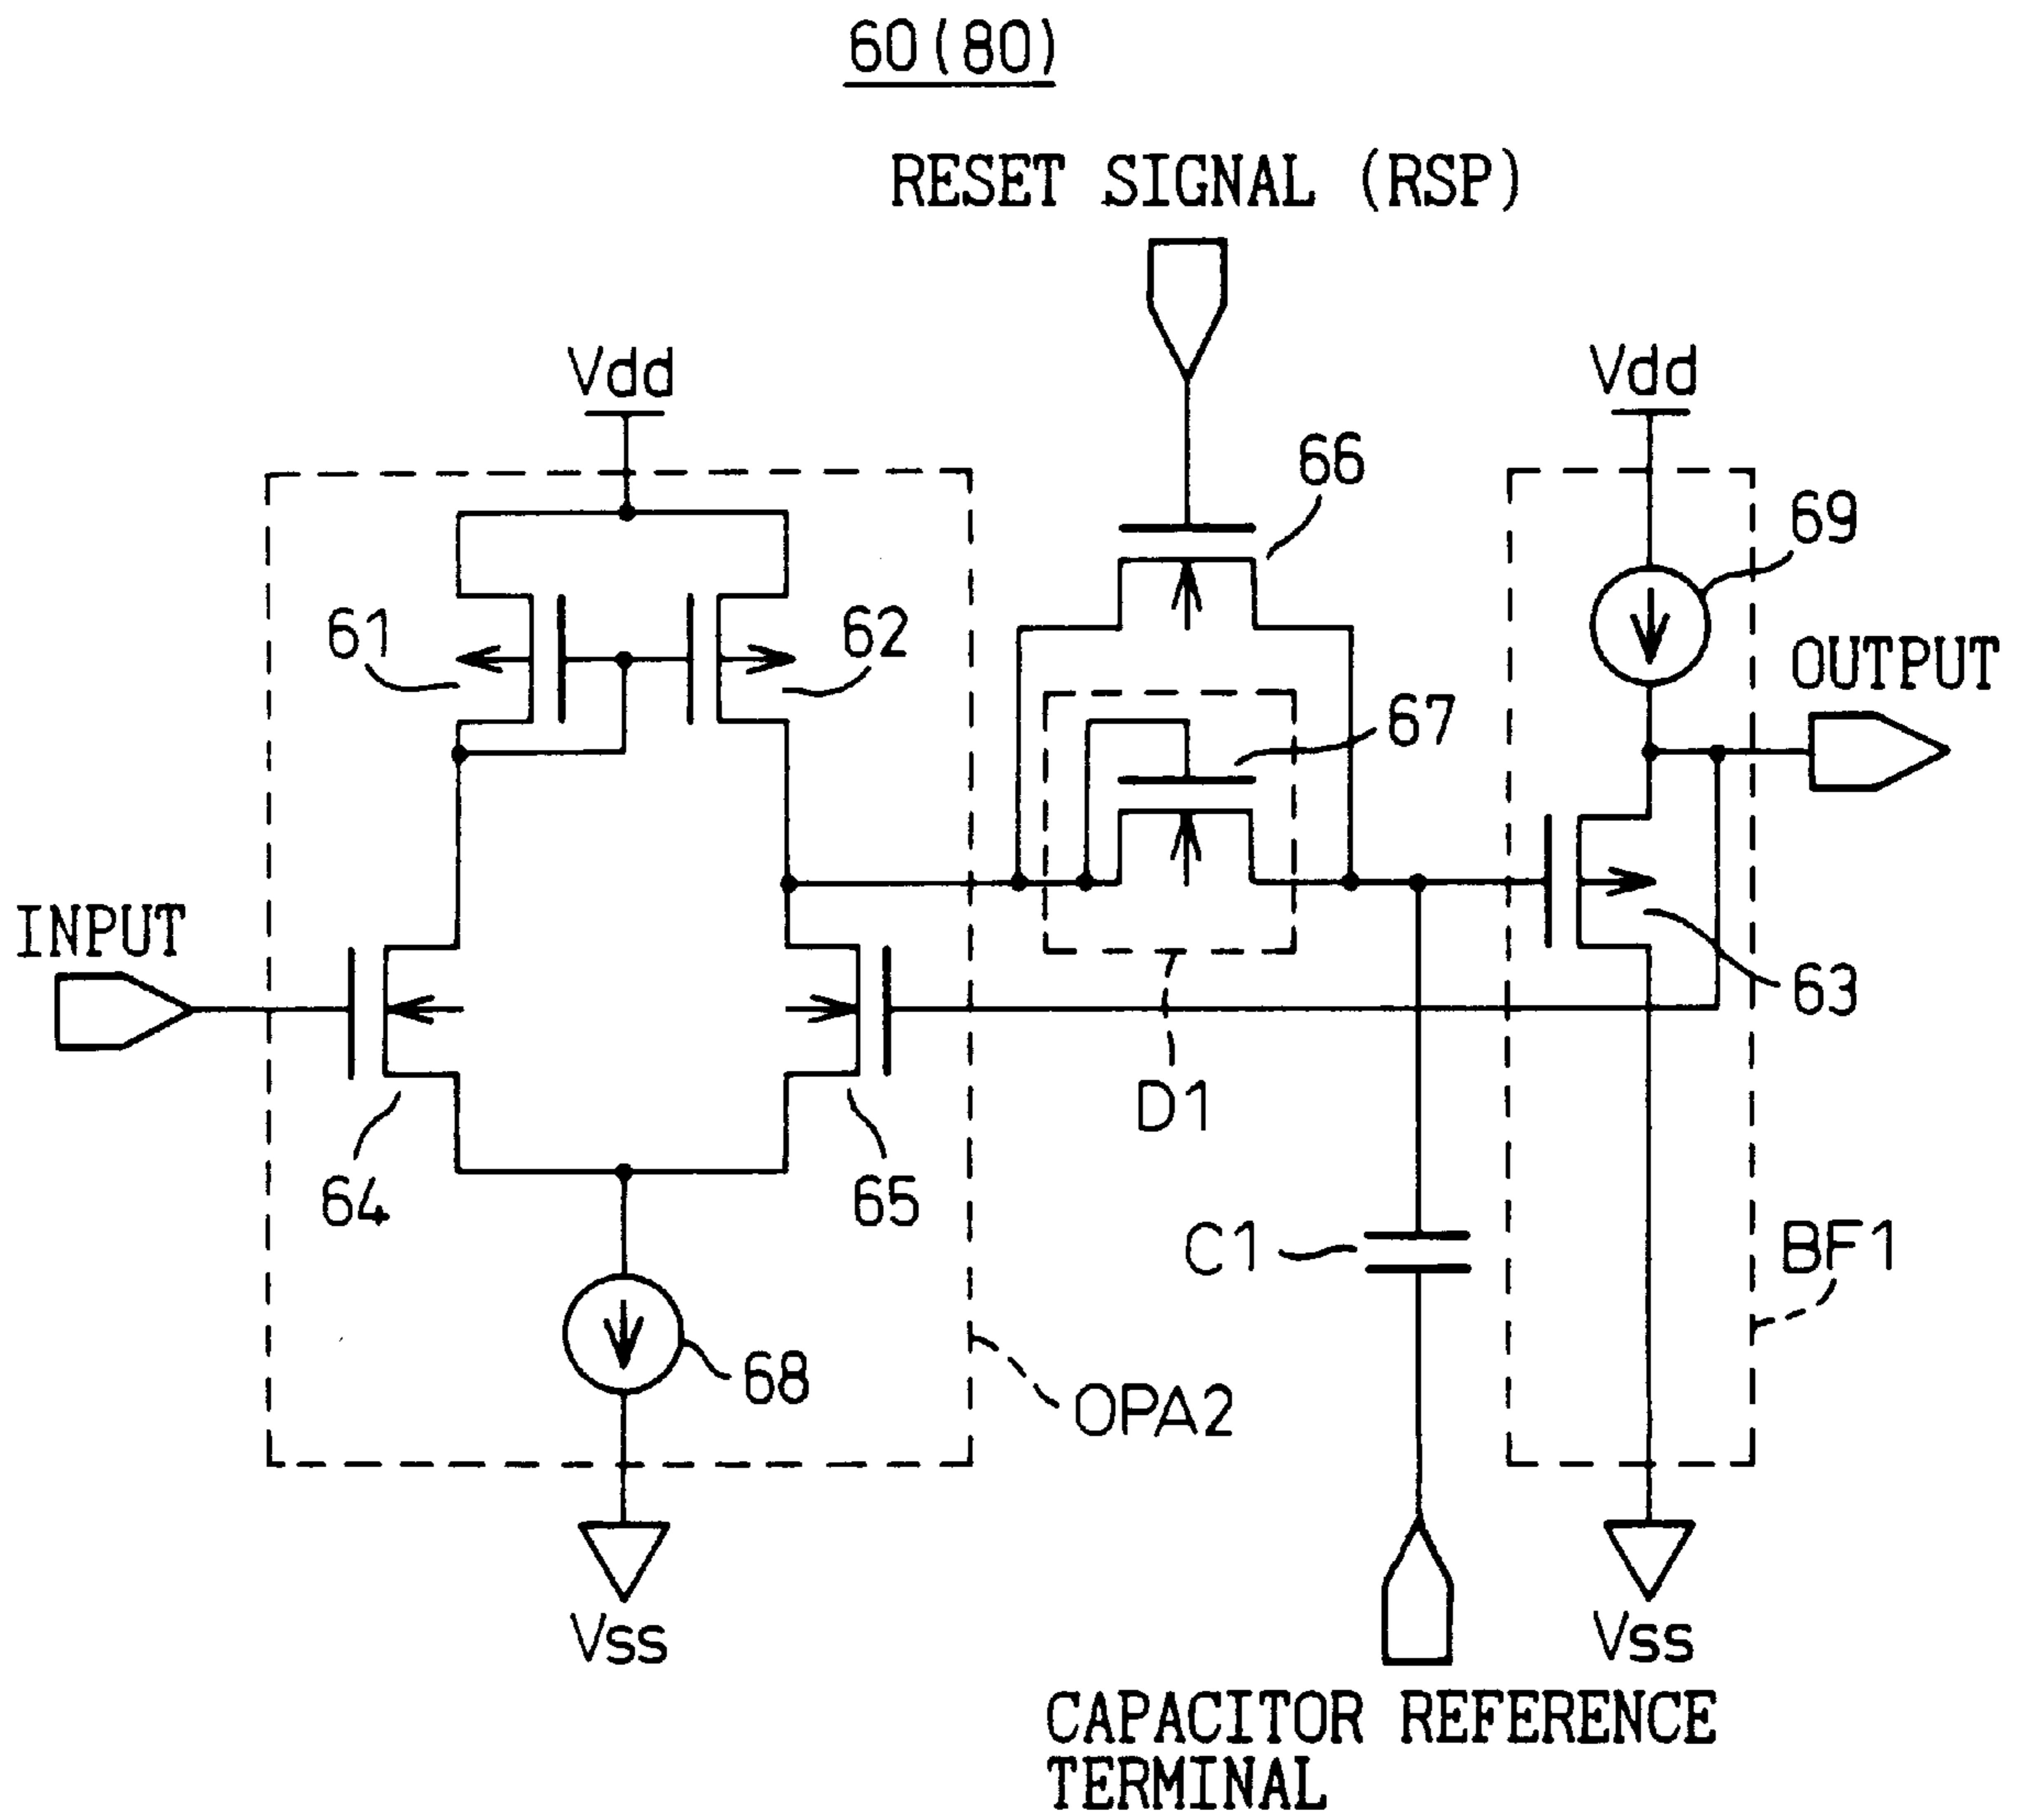 60(80)
RESET SIGNAL (RSP)
Vdd
Vdd
66
69
61
62
OUTPUT
67
INPUT
63
D1
64
65
C1
BF1
68
OPA2
Vss
Vss
CAPACITOR REFERENCE
TERMINAL